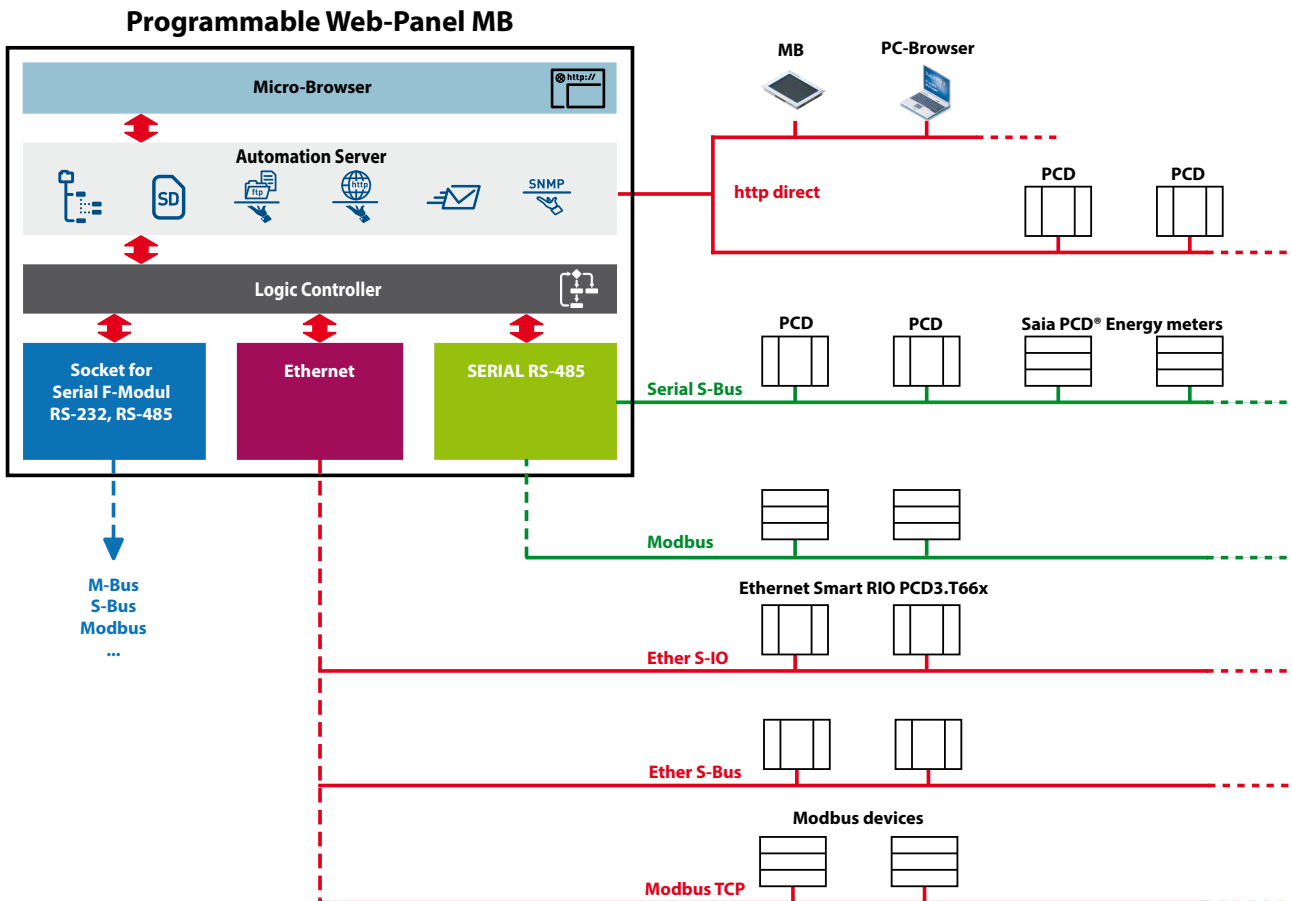 Programmable Web-Panel MB
Micro-Browser
http://
Automation Server
SD
ftp
http
SNMP
Logic Controller
Socket for
Serial F-Modul
RS-232, RS-485
Ethernet
SERIAL RS-485
M-Bus
S-Bus
Modbus
...
MB
PC-Browser
http direct
PCD
PCD
PCD
PCD
Saia PCD® Energy meters
Serial S-Bus
Modbus
Ethernet Smart RIO PCD3.T66x
Ether S-IO
Ether S-Bus
Modbus devices
Modbus TCP